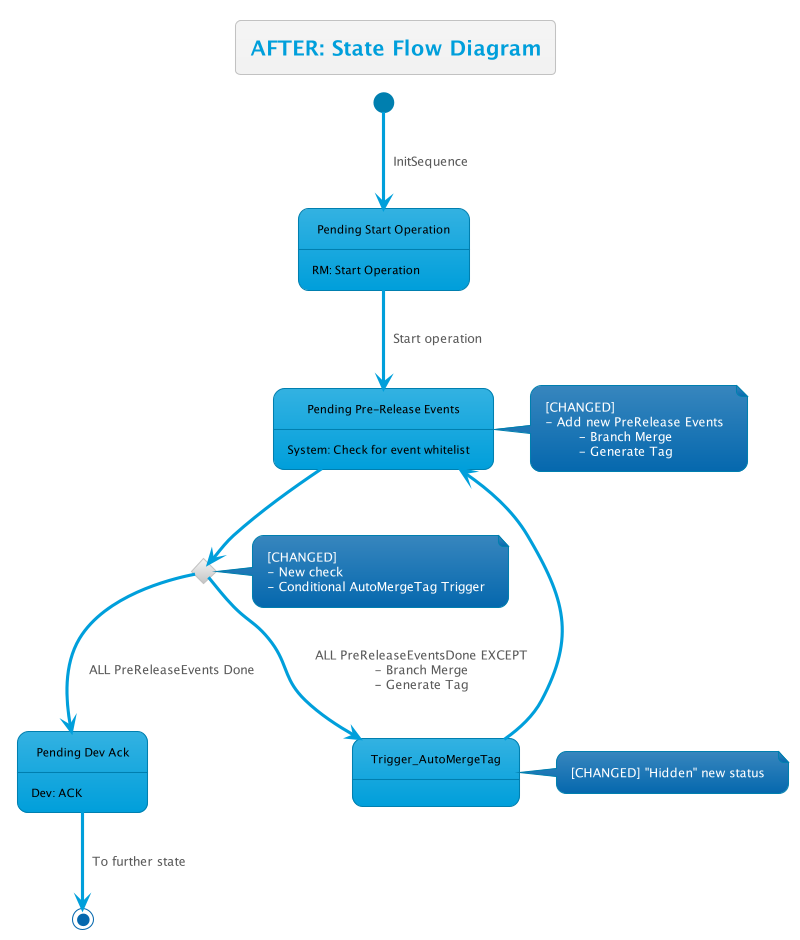 AFTER: State Flow Diagram
InitSequence
Pending Start Operation
RM: Start Operation
Start operation
Pending Pre-Release Events
System: Check for event whitelist
[CHANGED]
- Add new PreRelease Events
- Branch Merge
- Generate Tag
[CHANGED]
- New check
- Conditional AutoMergeTag Trigger
ALL PreReleaseEvents Done
ALL PreReleaseEventsDone EXCEPT
- Branch Merge
- Generate Tag
Pending Dev Ack
Dev: ACK
Trigger_AutoMergeTag
[CHANGED] "Hidden" new status
To further state